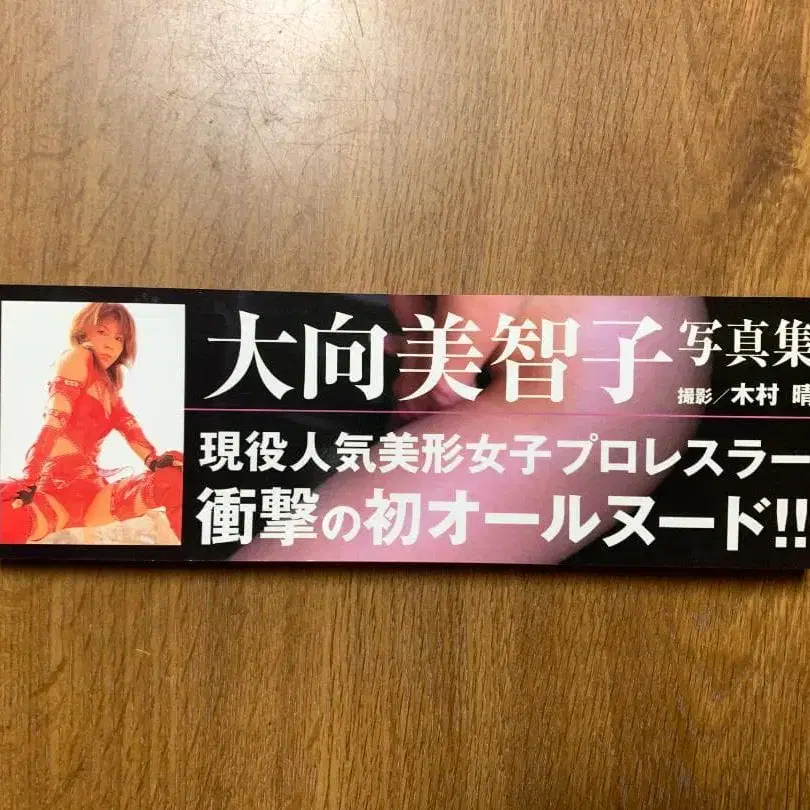 大向美智子写真集
撮影／木村 晴
現役人気美形女子プロレスラー
衝撃の初オールヌード!!